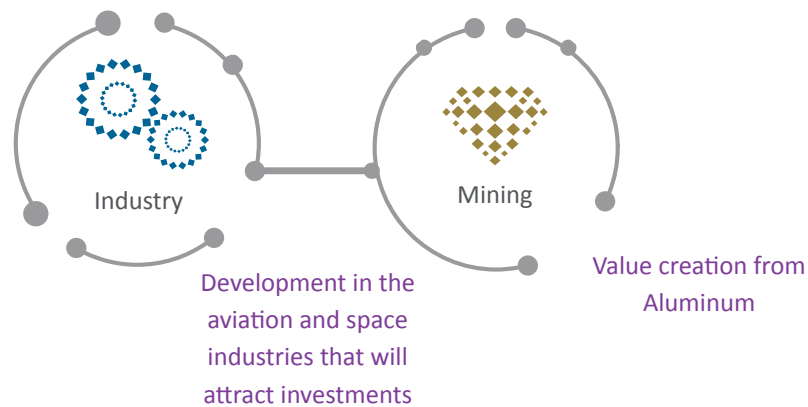 Industry
Mining
Development in the
aviation and space
industries that will
attract investments
Value creation from
Aluminum